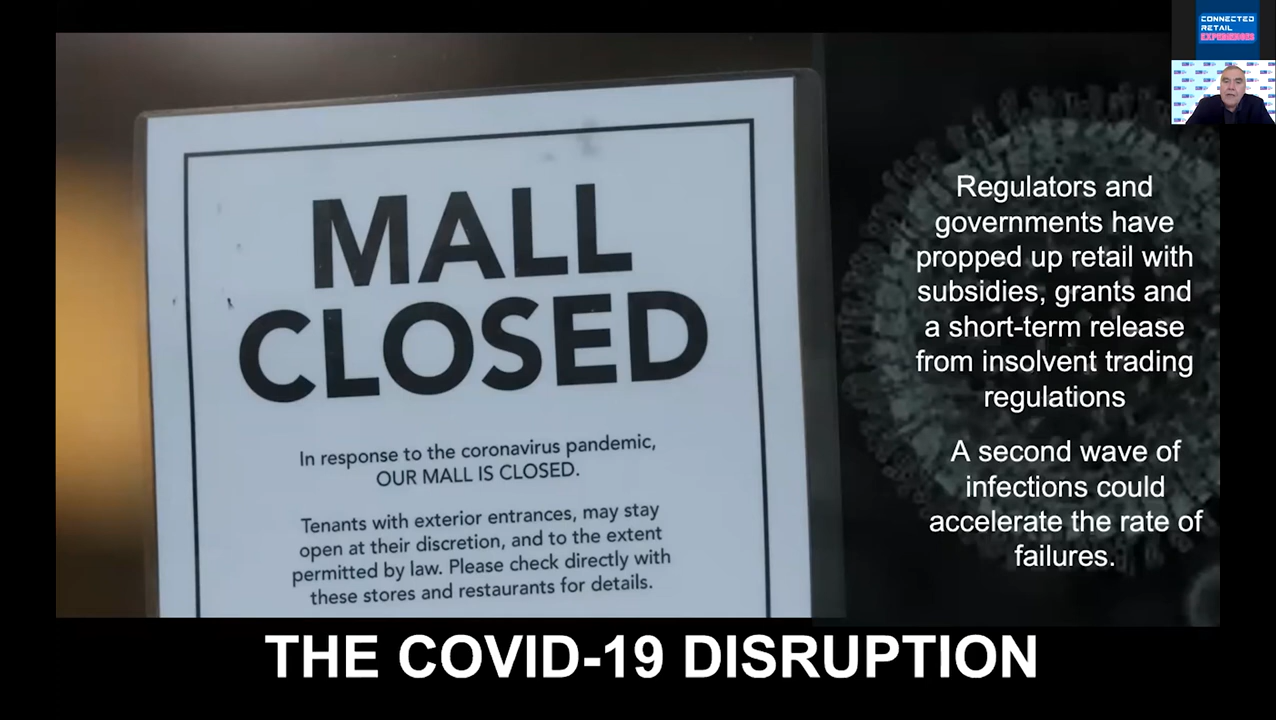 CONNECTED
RETAIL
EXPERIENCES
MALL
CLOSED
In response to the coronavirus pandemic,
OUR MALL IS CLOSED.
Tenants with exterior entrances, may stay
open at their discretion, and to the extent
permitted by law. Please check directly with
these stores and restaurants for details.
Regulators and
governments have
propped up retail with
subsidies, grants and
a short-term release
from insolvent trading
regulations
A second wave of
infections could
accelerate the rate of
failures.
THE COVID-19 DISRUPTION